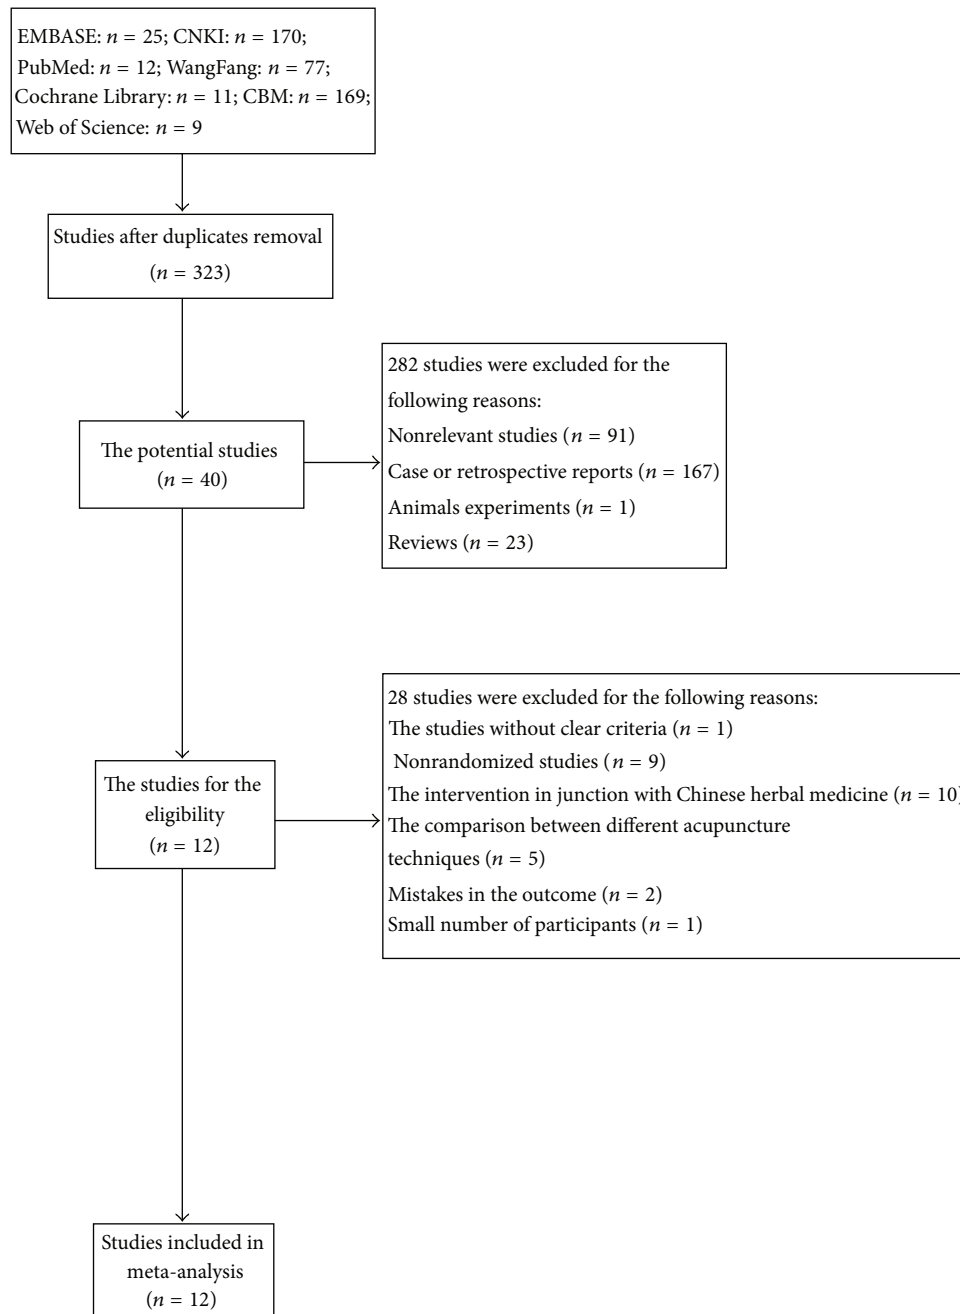 EMBASE: n = 25; CNKI: n = 170;
PubMed: n = 12; WangFang: n = 77;
Cochrane Library: n = 11; CBM: n = 169;
Web of Science: n = 9
Studies after duplicates removal
(n = 323)
282 studies were excluded for the
following reasons:
Nonrelevant studies (n = 91)
Case or retrospective reports (n = 167)
Animals experiments (n = 1)
Reviews (n = 23)
The potential studies
(n = 40)
28 studies were excluded for the following reasons:
The studies without clear criteria (n = 1)
Nonrandomized studies (n = 9)
The intervention in junction with Chinese herbal medicine (n = 10)
The comparison between different acupuncture
techniques (n = 5)
Mistakes in the outcome (n = 2)
Small number of participants (n = 1)
The studies for the
eligibility
(n = 12)
Studies included in
meta-analysis
(n = 12)